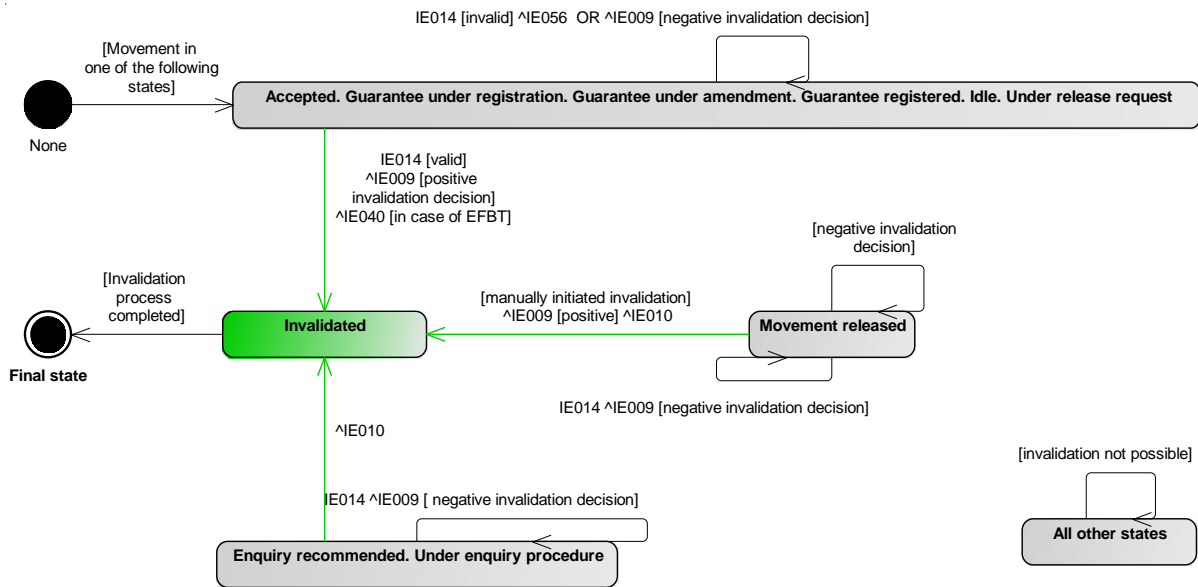 IE014 [invalid] ^IE056 OR ^IE009 [negative invalidation decision]
[Movement in
one of the following
states]
Accepted. Guarantee under registration. Guarantee under amendment. Guarantee registered. Idle. Under release request
None
IE014 [valid]
^IE009 [positive
invalidation decision]
^IE040 [in case of EFBT]
[negative invalidation
decision]
[Invalidation
process
completed]
[manually initiated invalidation]
^IE009 [positive] ^IE010
Invalidated
Movement released
Final state
IE014 ^IE009 [negative invalidation decision]
^IE010
[invalidation not possible]
IE014 ^IE009 [ negative invalidation decision]
All other states
Enquiry recommended. Under enquiry procedure